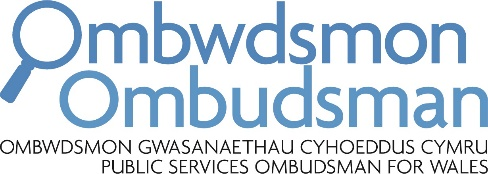 Ombwdsmon
Ombudsman
OMBWDSMON GWASANAETHAU CYHOEDDUS CYMRU
PUBLIC SERVICES OMBUDSMAN FOR WALES